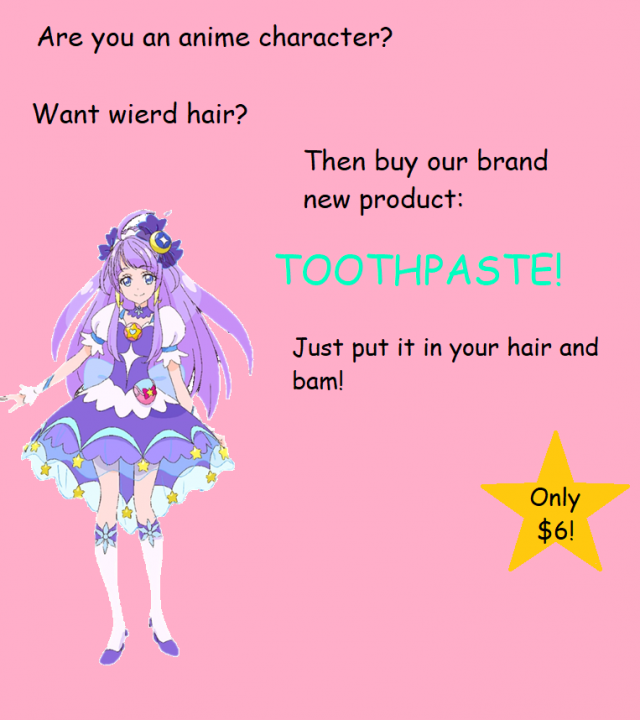 Are you an anime character?
Want wierd hair?
Then buy our brand
new product:
TOOTHPASTE!
Just put it in your hair and
bam!
Only
$6!